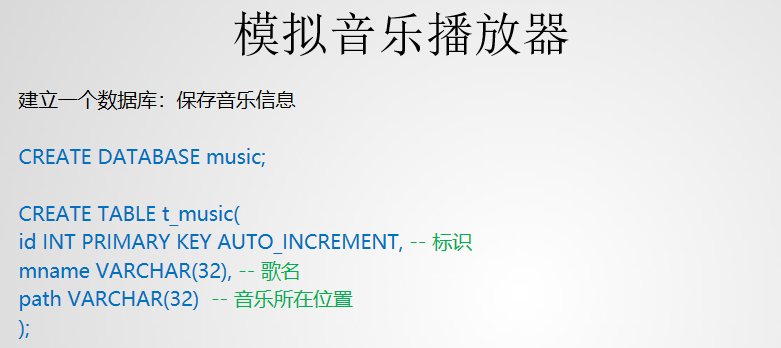 模拟音乐播放器
建立一个数据库：保存音乐信息
CREATE DATABASE music;
CREATE TABLE t_music(
id INT PRIMARY KEY AUTO_INCREMENT, -- 标识
mname VARCHAR(32), -- 歌名
path VARCHAR(32)  -- 音乐所在位置
);